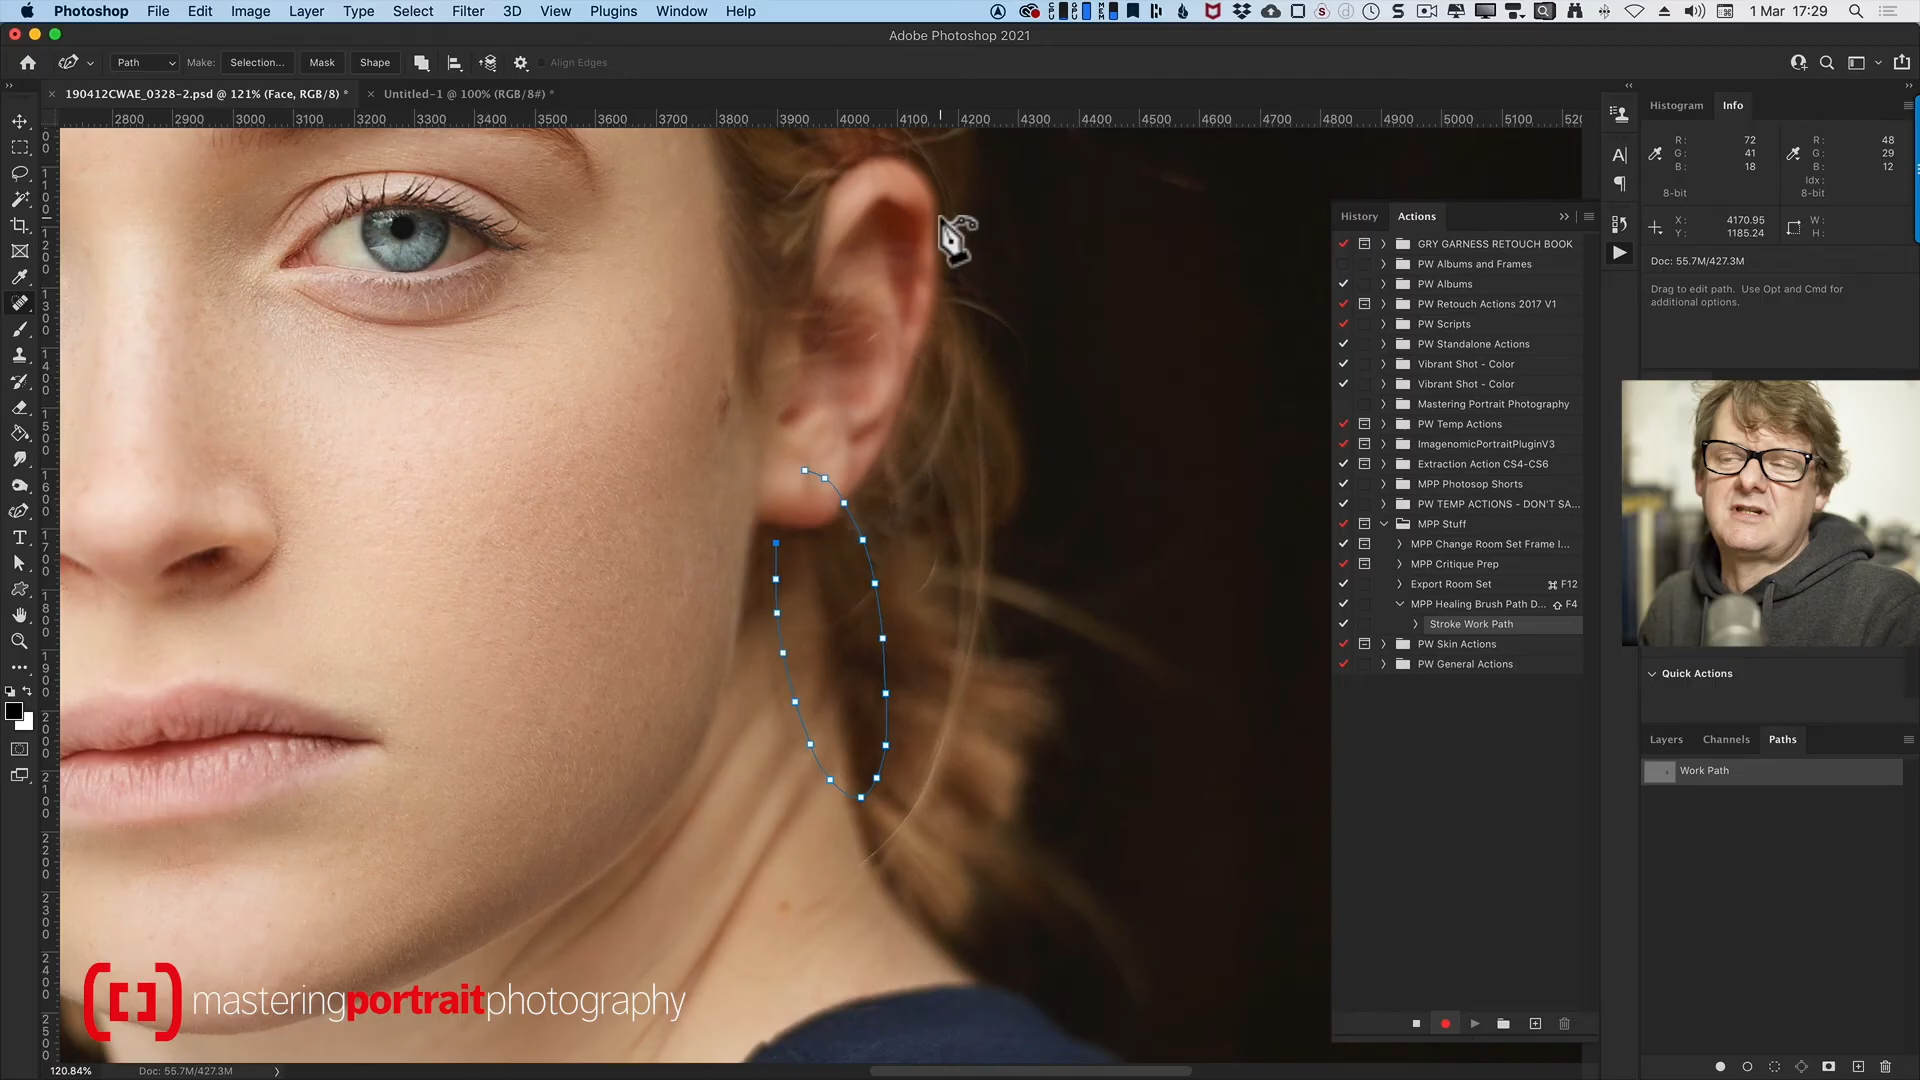 Photoshop File Edit Image Layer Type Select Filter 3D View Plugins Window Help 1 Mar 17:29
Adobe Photoshop 2021
Path Make: Selection... Mask Shape Align Edges
190412CWAE_0328-2.psd @ 121% (Face, RGB/8) * Untitled-1 @ 100% (RGB/8#) *
2800 2900 3000 3100 3200 3300 3400 3500 3600 3700 3800 3900 4000 4100 4200 4300 4400 4500 4600 4700 4800 4900 5000 5100
Histogram Info
R: 72 R: 48
G: 41 G: 29
B: 18 B: 12
Idx:
8-bit 8-bit
X: 4170.95 W:
Y: 1185.24 H:
Doc: 55.7M/427.3M
Drag to edit path. Use Opt and Cmd for
additional options.
History Actions
GRY GARNESS RETOUCH BOOK
PW Albums and Frames
PW Albums
PW Retouch Actions 2017 V1
PW Scripts
PW Standalone Actions
Vibrant Shot - Color
Vibrant Shot - Color
Mastering Portrait Photography
PW Temp Actions
ImagenomicPortraitPluginV3
Extraction Action CS4-CS6
MPP Photosop Shorts
PW TEMP ACTIONS - DON'T SA...
MPP Stuff
MPP Change Room Set Frame I...
MPP Critique Prep
Export Room Set ⌘ F12
MPP Healing Brush Path D... ⇧ F4
Stroke Work Path
PW Skin Actions
PW General Actions
Quick Actions
Layers Channels Paths
Work Path
masteringportraitphotography
120.84% Doc: 55.7M/427.3M